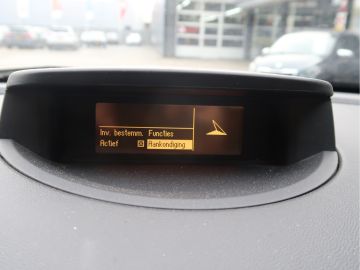 Inv. bestemm. Functies
Actief Aankondiging